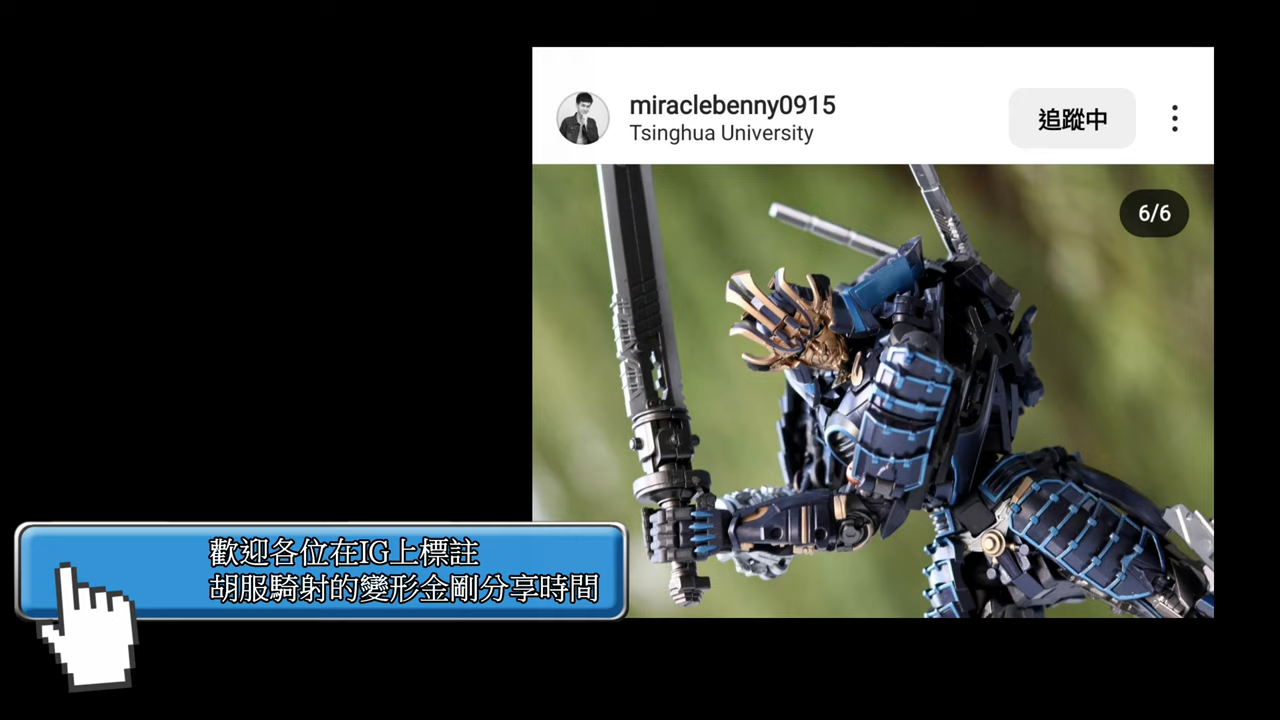 miraclebenny0915
Tsinghua University
追蹤中
6/6
歡迎各位在IG上標註
胡服騎射的變形金剛分享時間